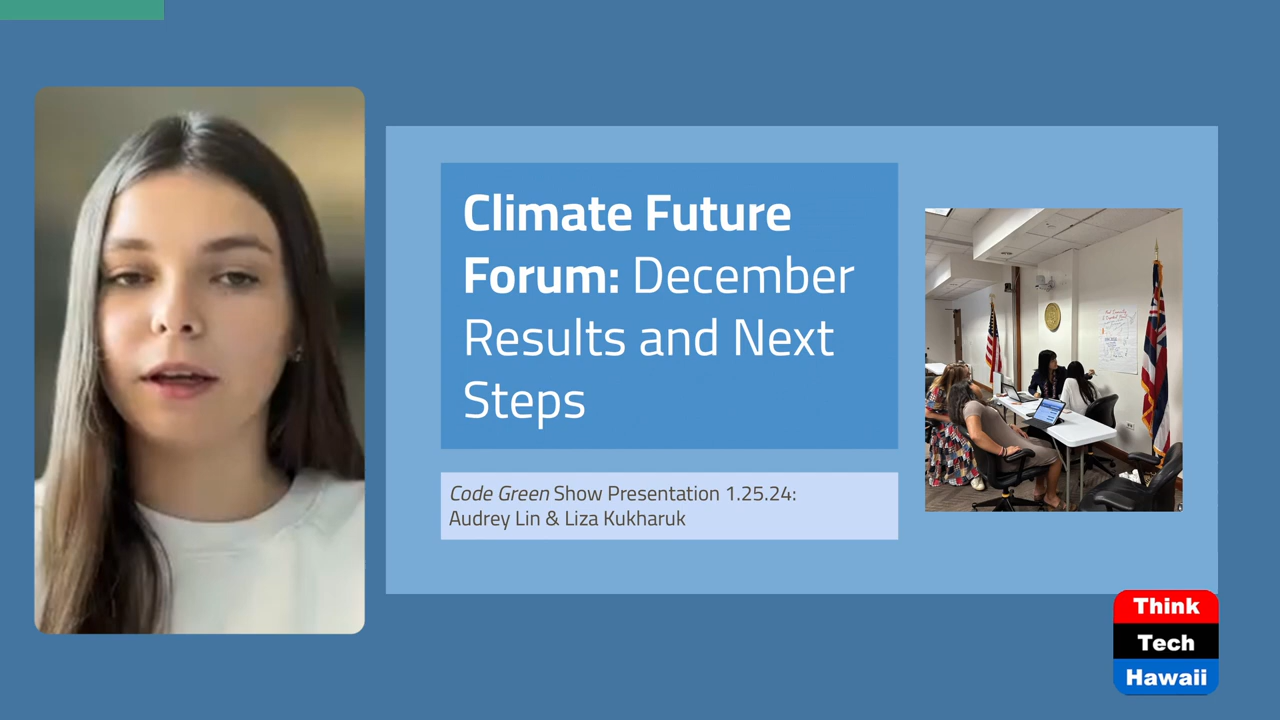 Climate Future
Forum: December
Results and Next
Steps
Code Green Show Presentation 1.25.24:
Audrey Lin & Liza Kukharuk
Think
Tech
Hawaii